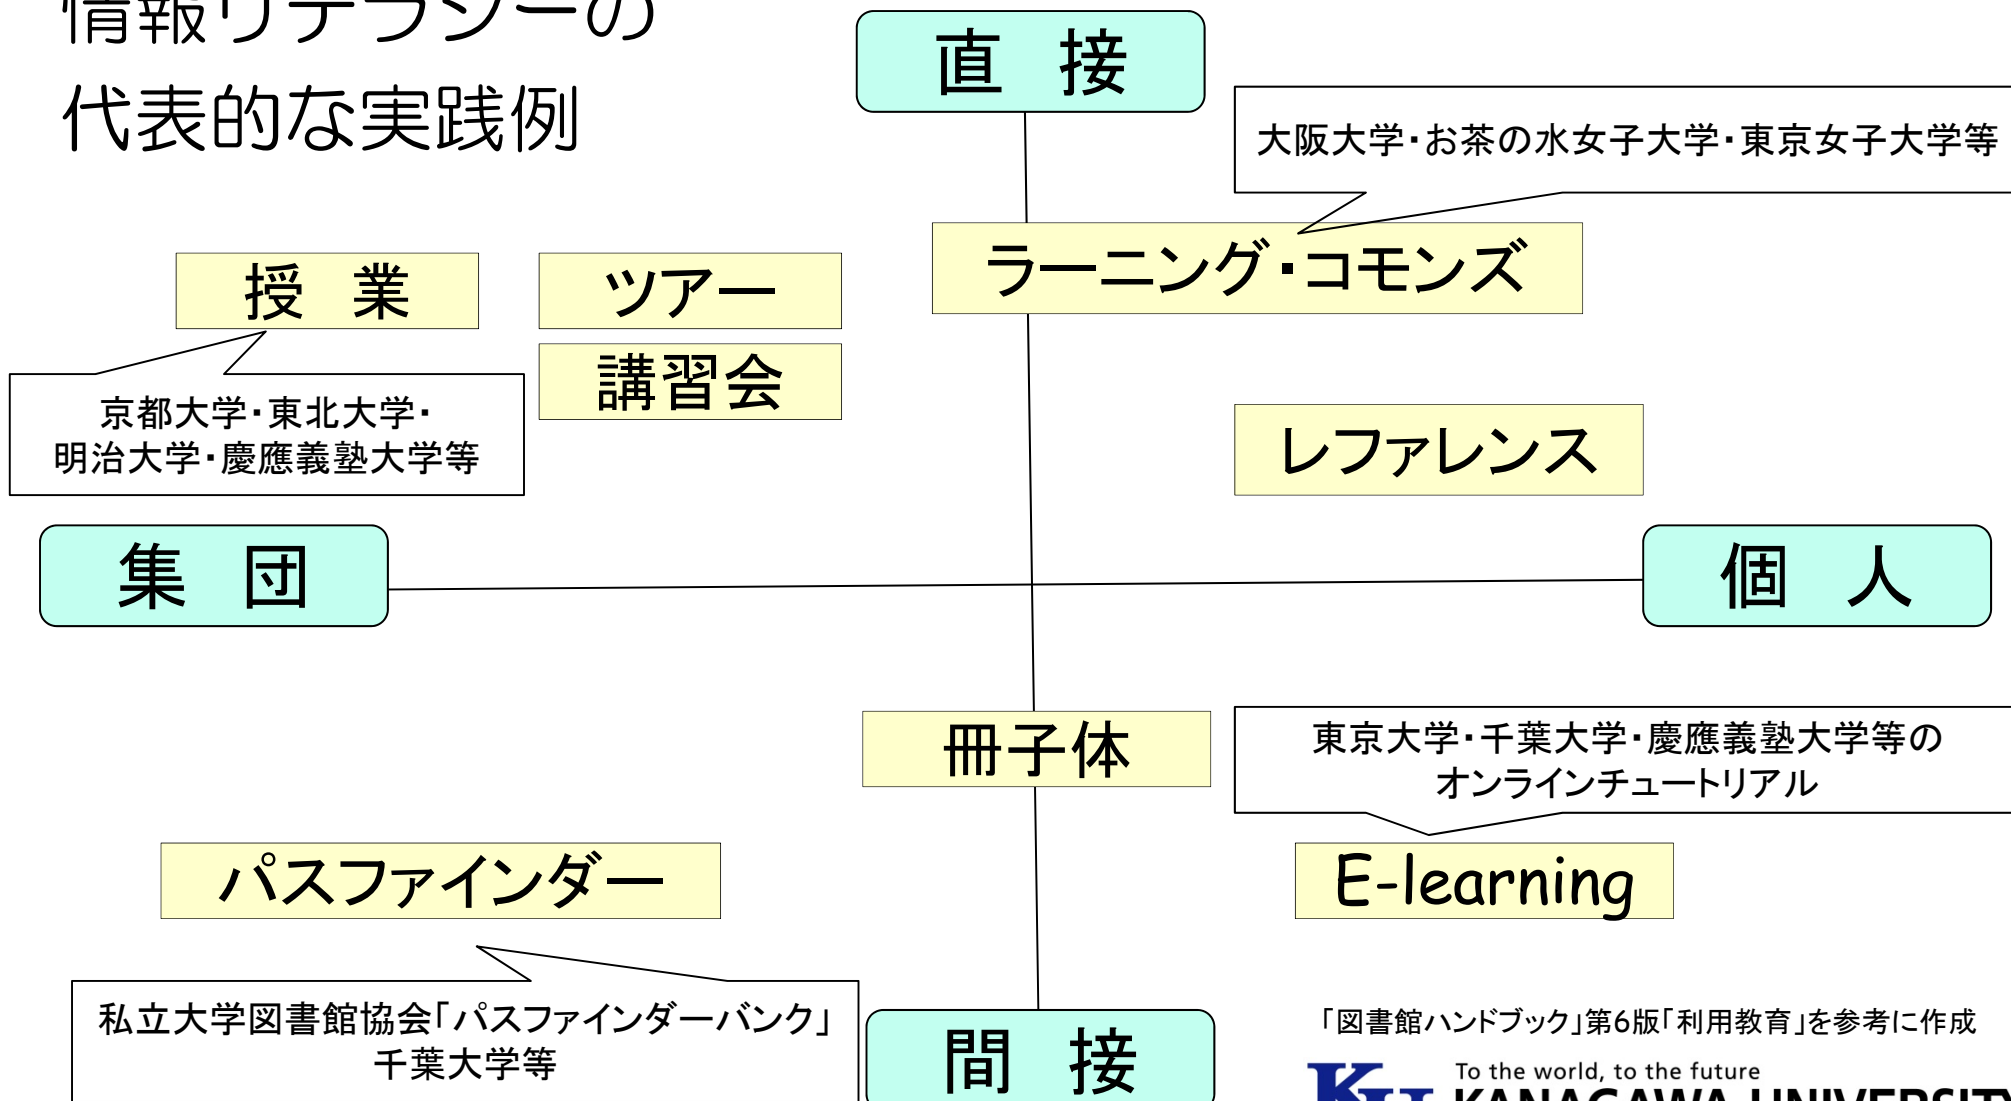 情報リテラシーの
代表的な実践例
直　接
大阪大学・お茶の水女子大学・東京女子大学等
ラーニング・コモンズ
授　業
ツアー
講習会
京都大学・東北大学・
明治大学・慶應義塾大学等
レファレンス
集　団
個　人
冊子体
東京大学・千葉大学・慶應義塾大学等の
オンラインチュートリアル
パスファインダー
E-learning
私立大学図書館協会「パスファインダーバンク」
千葉大学等
間　接
「図書館ハンドブック」第6版「利用教育」を参考に作成
To the world, to the future
KANAGAWA UNIVERSITY